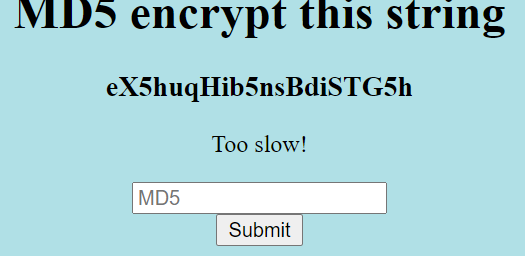 MD5 encrypt this string
eX5huqHib5nsBdiSTG5h
Too slow!
MD5
Submit